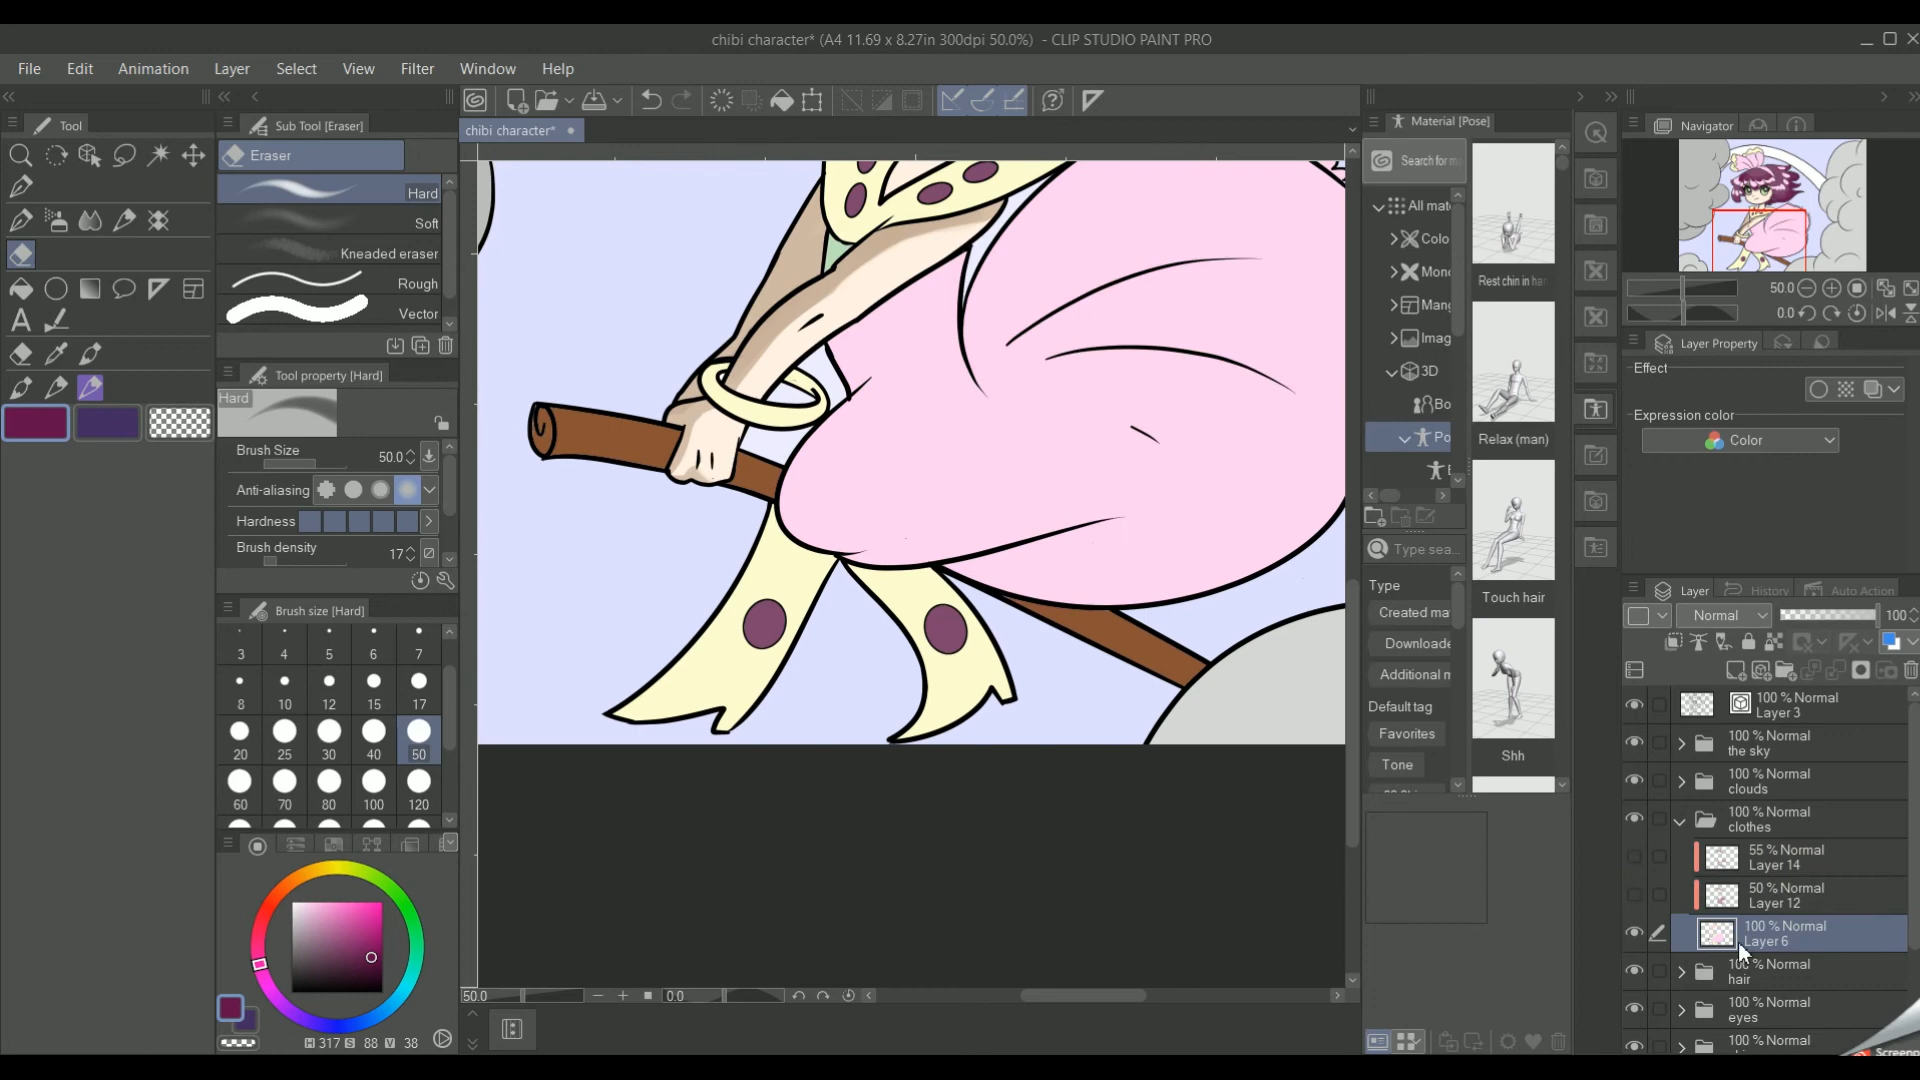 chibi character* (A4 11.69 x 8.27in 300dpi 50.0%) - CLIP STUDIO PAINT PRO
File Edit Animation Layer Select View Filter Window Help
Tool
Sub Tool [Eraser]
Eraser
Hard
Soft
Kneaded eraser
Rough
Vector
Tool property [Hard]
Hard
Brush Size 50.0
Anti-aliasing
Hardness
Brush density 17
Brush size [Hard]
3 4 5 6 7
8 10 12 15 17
20 25 30 40 50
60 70 80 100 120
H 317 S 88 V 38
chibi character*
50.0 0.0
Material [Pose]
Search for m
All mat
Colo
Mono
Mang
Imag
3D
Bo
Po
Type sea...
Type
Created ma
Downloade
Additional m
Default tag
Favorites
Tone
Rest chin in han
Relax (man)
Touch hair
Shh
Navigator
50.0
0.0
Layer Property
Effect
Expression color
Color
Layer History Auto Action
Normal 100
100 % Normal
Layer 3
100 % Normal
the sky
100 % Normal
clouds
100 % Normal
clothes
55 % Normal
Layer 14
50 % Normal
Layer 12
100 % Normal
Layer 6
100 % Normal
hair
100 % Normal
eyes
100 % Normal